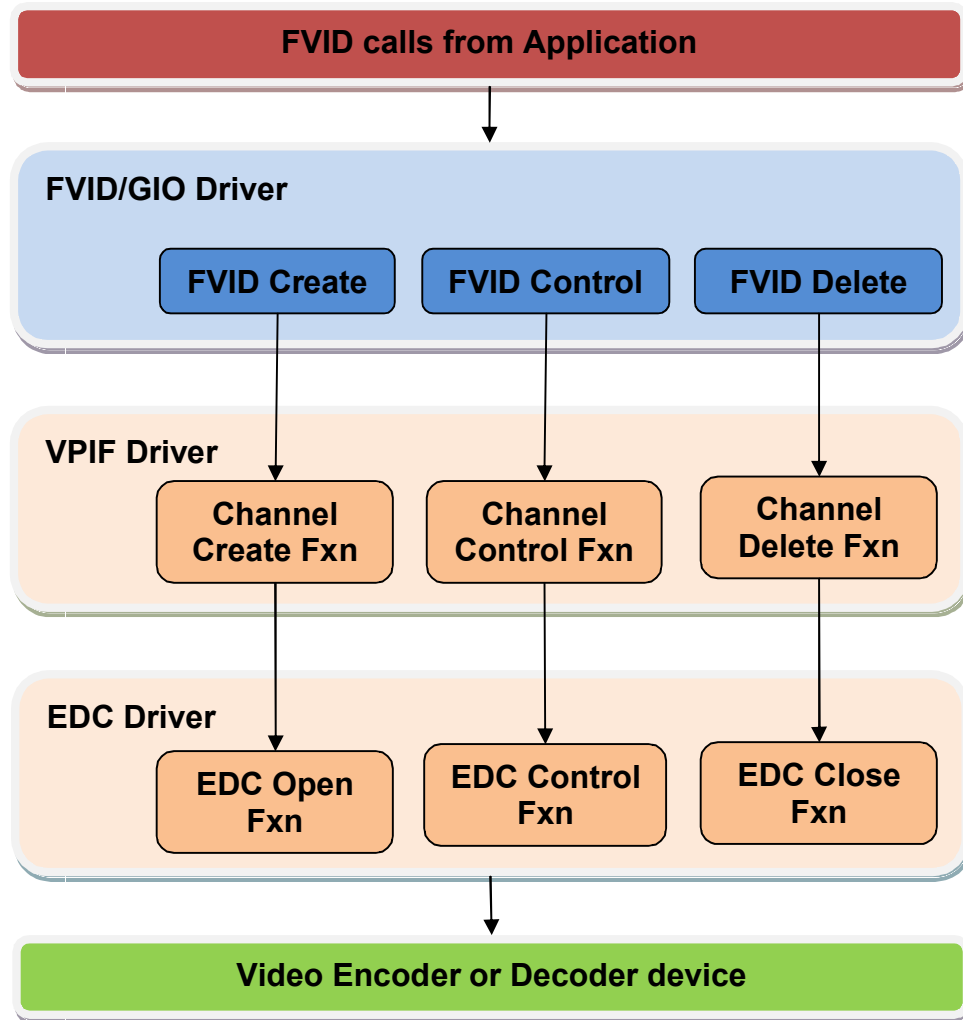 FVID calls from Application
FVID/GIO Driver
FVID Create
FVID Control
FVID Delete
VPIF Driver
Channel
Create Fxn
Channel
Control Fxn
Channel
Delete Fxn
EDC Driver
EDC Open
Fxn
EDC Control
Fxn
EDC Close
Fxn
Video Encoder or Decoder device